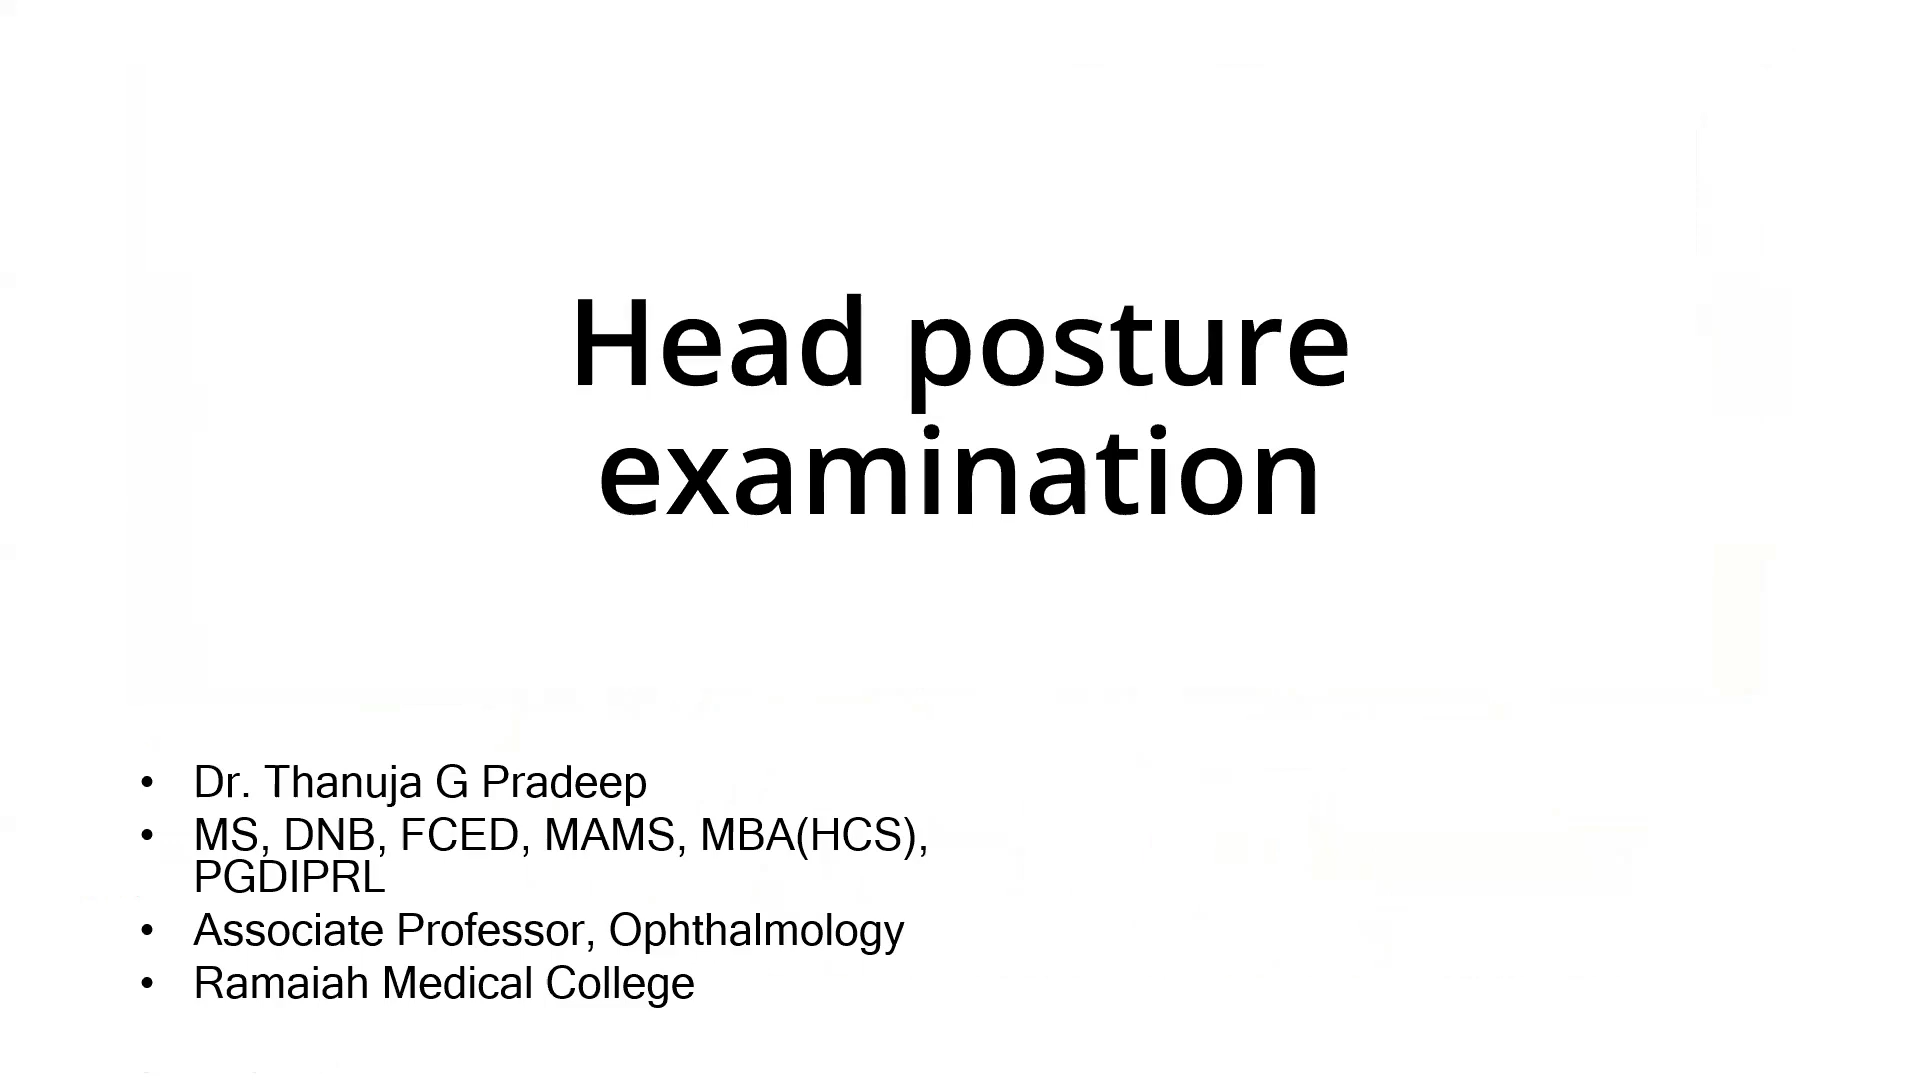 Head posture
examination
• Dr. Thanuja G Pradeep
• MS, DNB, FCED, MAMS, MBA(HCS),
PGDIPRL
• Associate Professor, Ophthalmology
• Ramaiah Medical College